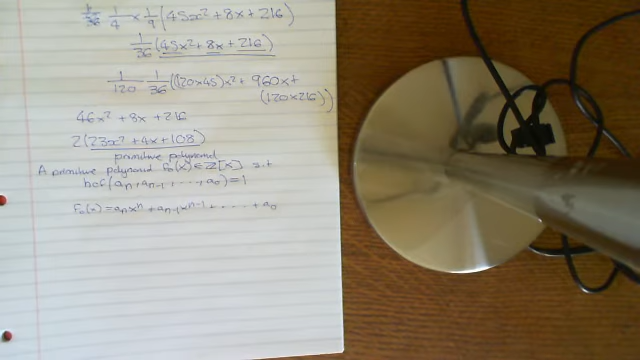 1/36 1/4 × 1/9 (45x² + 8x + 216)
1/36 (45x² + 8x + 216)
1/120 1/36 ((120×45)x² + 960x +
(120×216))
46x² + 8x + 216
2(23x² + 4x + 108)
primitive polynomial
A primitive polynomial F₀(x) ∈ ℤ[x] s.t
hcf(aₙ, aₙ₋₁, ..., a₀) = 1
F₀(x) = aₙxⁿ + aₙ₋₁xⁿ⁻¹ + .... + a₀